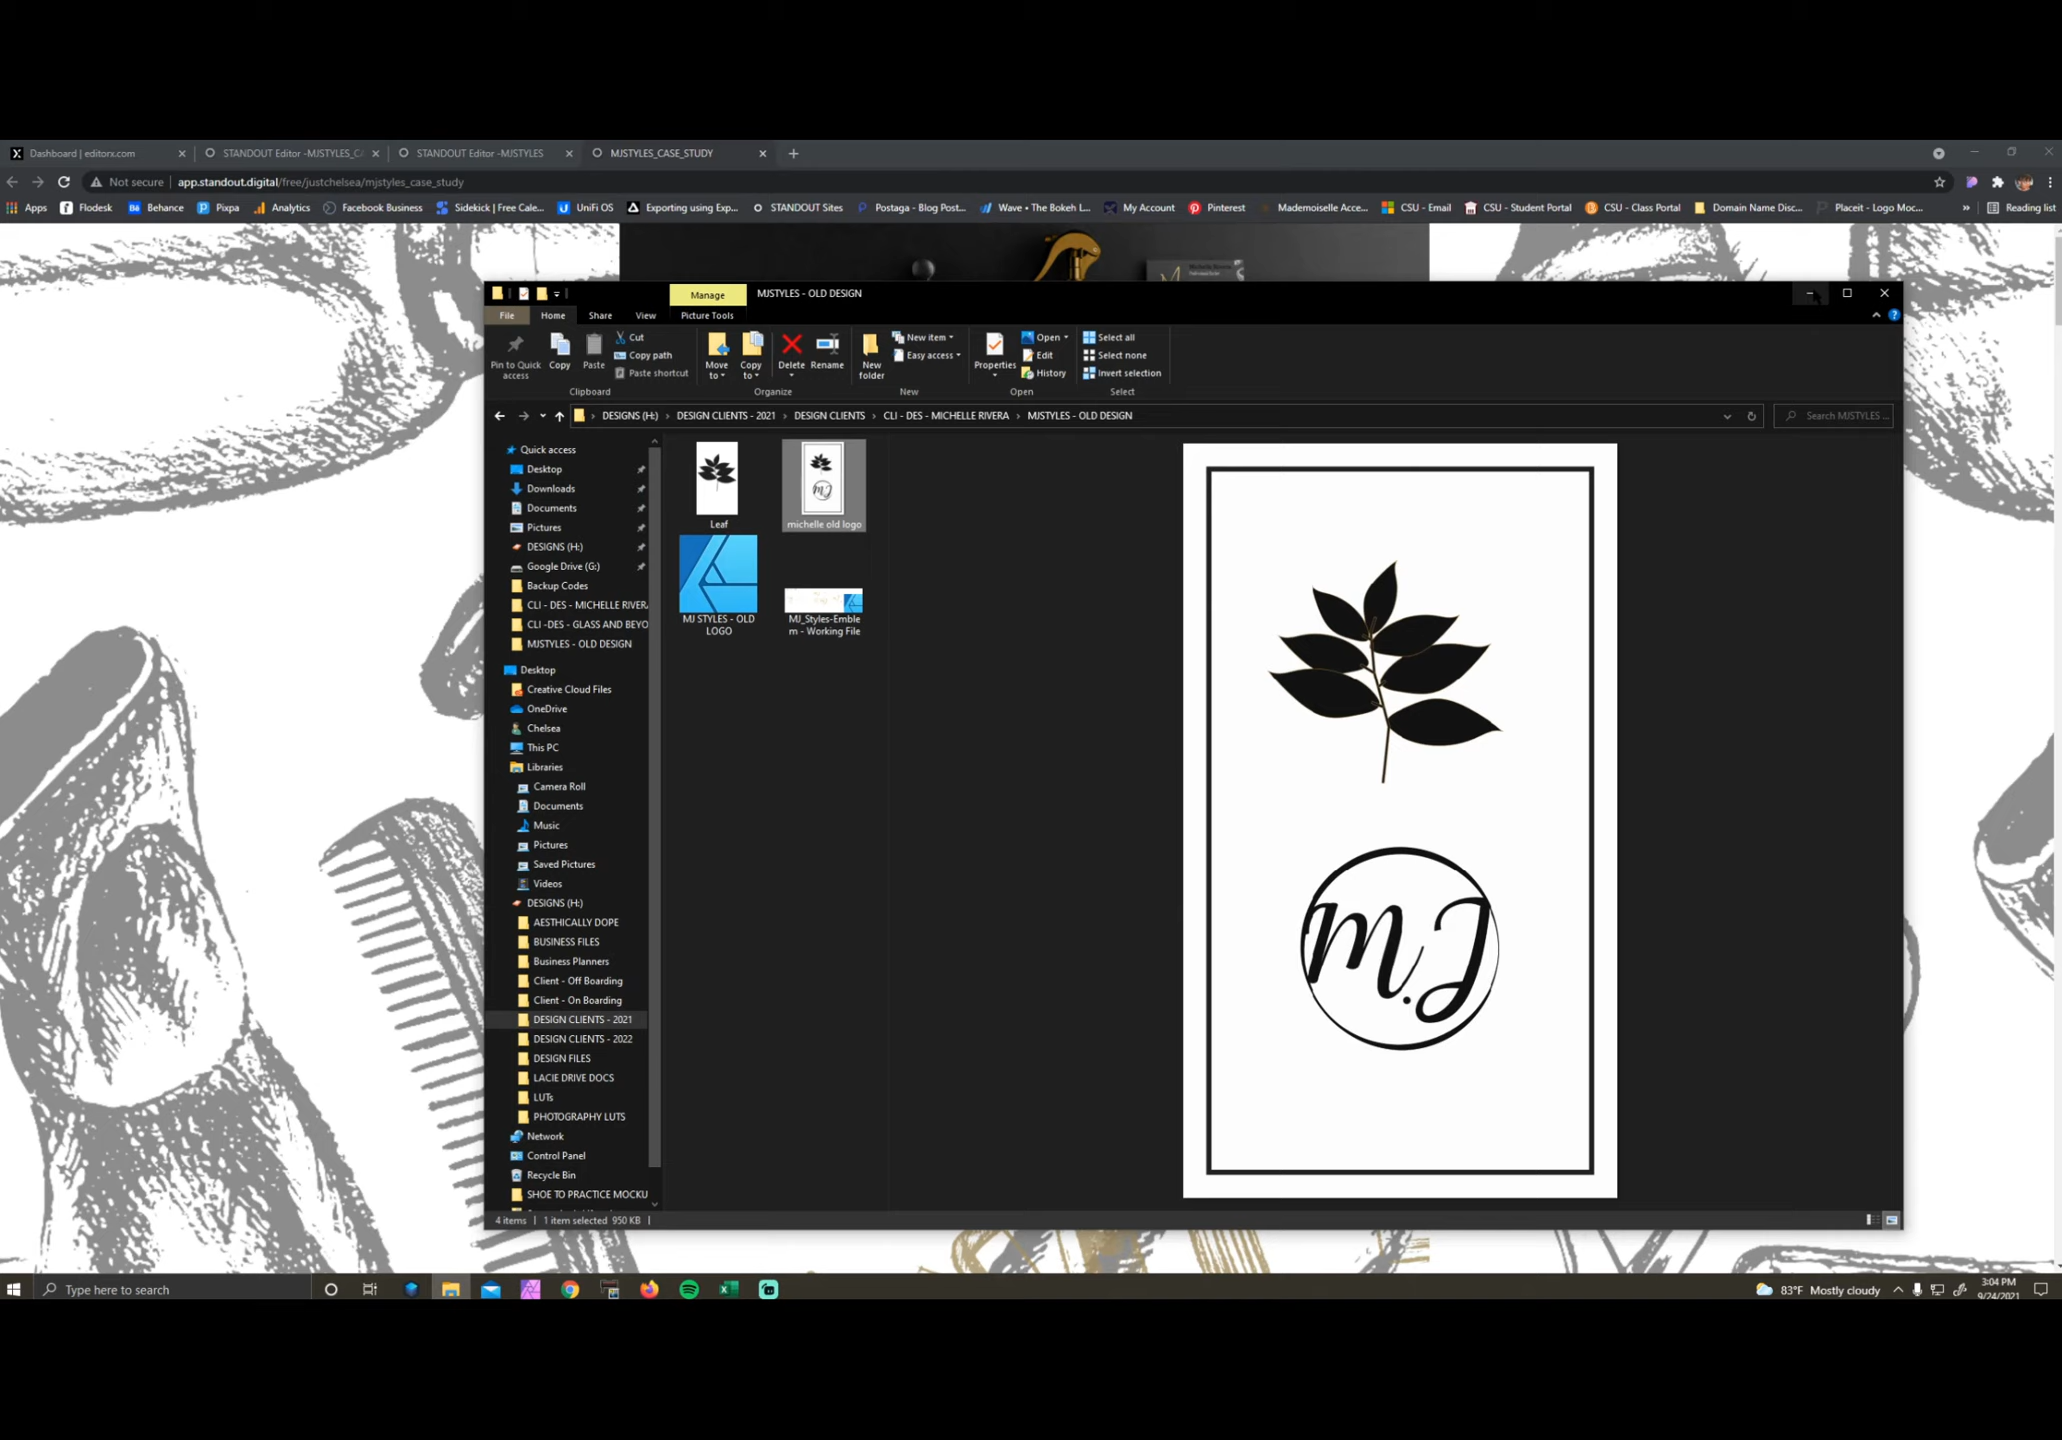 Dashboard | editorx.com
STANDOUT Editor -MJSTYLES_C
STANDOUT Editor -MJSTYLES
MJSTYLES_CASE_STUDY
Not secure
app.standout.digital/free/justchelsea/mjstyles_case_study
Apps
Flodesk
Behance
Pixpa
Analytics
Facebook Business
Sidekick | Free Cale...
UniFi OS
Exporting using Exp...
STANDOUT Sites
Postaga - Blog Post...
Wave • The Bokeh L...
My Account
Pinterest
Mademoiselle Acce...
CSU - Email
CSU - Student Portal
CSU - Class Portal
Domain Name Disc...
Placeit - Logo Moc...
»
Reading list
Manage
MJSTYLES - OLD DESIGN
File
Home
Share
View
Picture Tools
Pin to Quick
access
Copy
Paste
Cut
Copy path
Paste shortcut
Clipboard
Move
to
Copy
to
Delete
Rename
Organize
New
folder
New item
Easy access
New
Properties
Open
Edit
History
Open
Select all
Select none
Invert selection
Select
DESIGNS (H:) › DESIGN CLIENTS - 2021 › DESIGN CLIENTS › CLI - DES - MICHELLE RIVERA › MJSTYLES - OLD DESIGN
Search MJSTYLES ...
Quick access
Desktop
Downloads
Documents
Pictures
DESIGNS (H:)
Google Drive (G:)
Backup Codes
CLI - DES - MICHELLE RIVERA
CLI -DES - GLASS AND BEYO
MJSTYLES - OLD DESIGN
Desktop
Creative Cloud Files
OneDrive
Chelsea
This PC
Libraries
Camera Roll
Documents
Music
Pictures
Saved Pictures
Videos
DESIGNS (H:)
AESTHICALLY DOPE
BUSINESS FILES
Business Planners
Client - Off Boarding
Client - On Boarding
DESIGN CLIENTS - 2021
DESIGN CLIENTS - 2022
DESIGN FILES
LACIE DRIVE DOCS
LUTs
PHOTOGRAPHY LUTS
Network
Control Panel
Recycle Bin
SHOE TO PRACTICE MOCKU
Leaf
michelle old logo
MJ STYLES - OLD
LOGO
MJ_Styles-Emble
m - Working File
M.J
4 items
1 item selected 950 KB
Type here to search
83°F Mostly cloudy
3:04 PM
9/24/2021